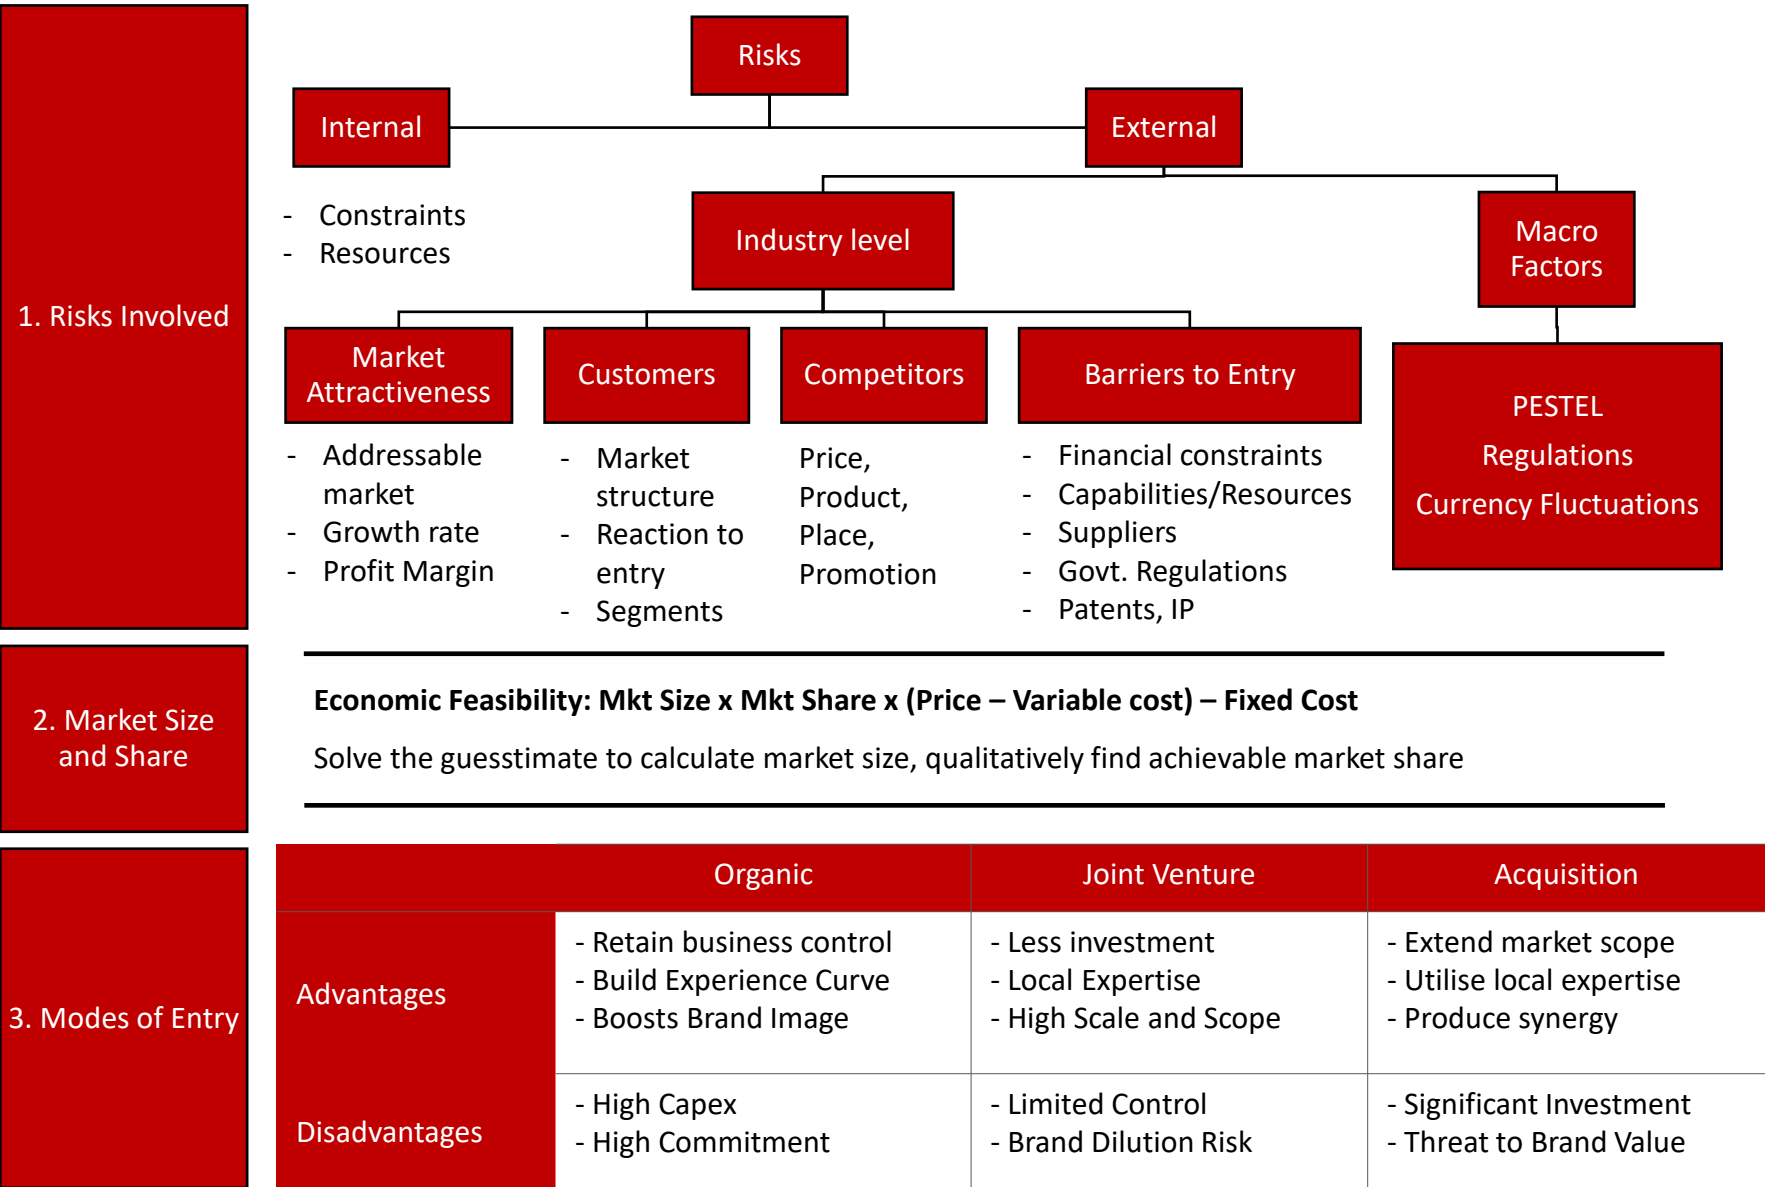 1. Risks Involved
Risks
Internal
External
- Constraints
- Resources
Industry level
Macro
Factors
Market
Attractiveness
Customers
Competitors
Barriers to Entry
PESTEL
Regulations
Currency Fluctuations
- Addressable
market
- Growth rate
- Profit Margin
- Market
structure
- Reaction to
entry
- Segments
Price,
Product,
Place,
Promotion
- Financial constraints
- Capabilities/Resources
- Suppliers
- Govt. Regulations
- Patents, IP
2. Market Size
and Share
Economic Feasibility: Mkt Size x Mkt Share x (Price – Variable cost) – Fixed Cost
Solve the guesstimate to calculate market size, qualitatively find achievable market share
3. Modes of Entry
Organic
Joint Venture
Acquisition
Advantages
- Retain business control
- Build Experience Curve
- Boosts Brand Image
- Less investment
- Local Expertise
- High Scale and Scope
- Extend market scope
- Utilise local expertise
- Produce synergy
Disadvantages
- High Capex
- High Commitment
- Limited Control
- Brand Dilution Risk
- Significant Investment
- Threat to Brand Value